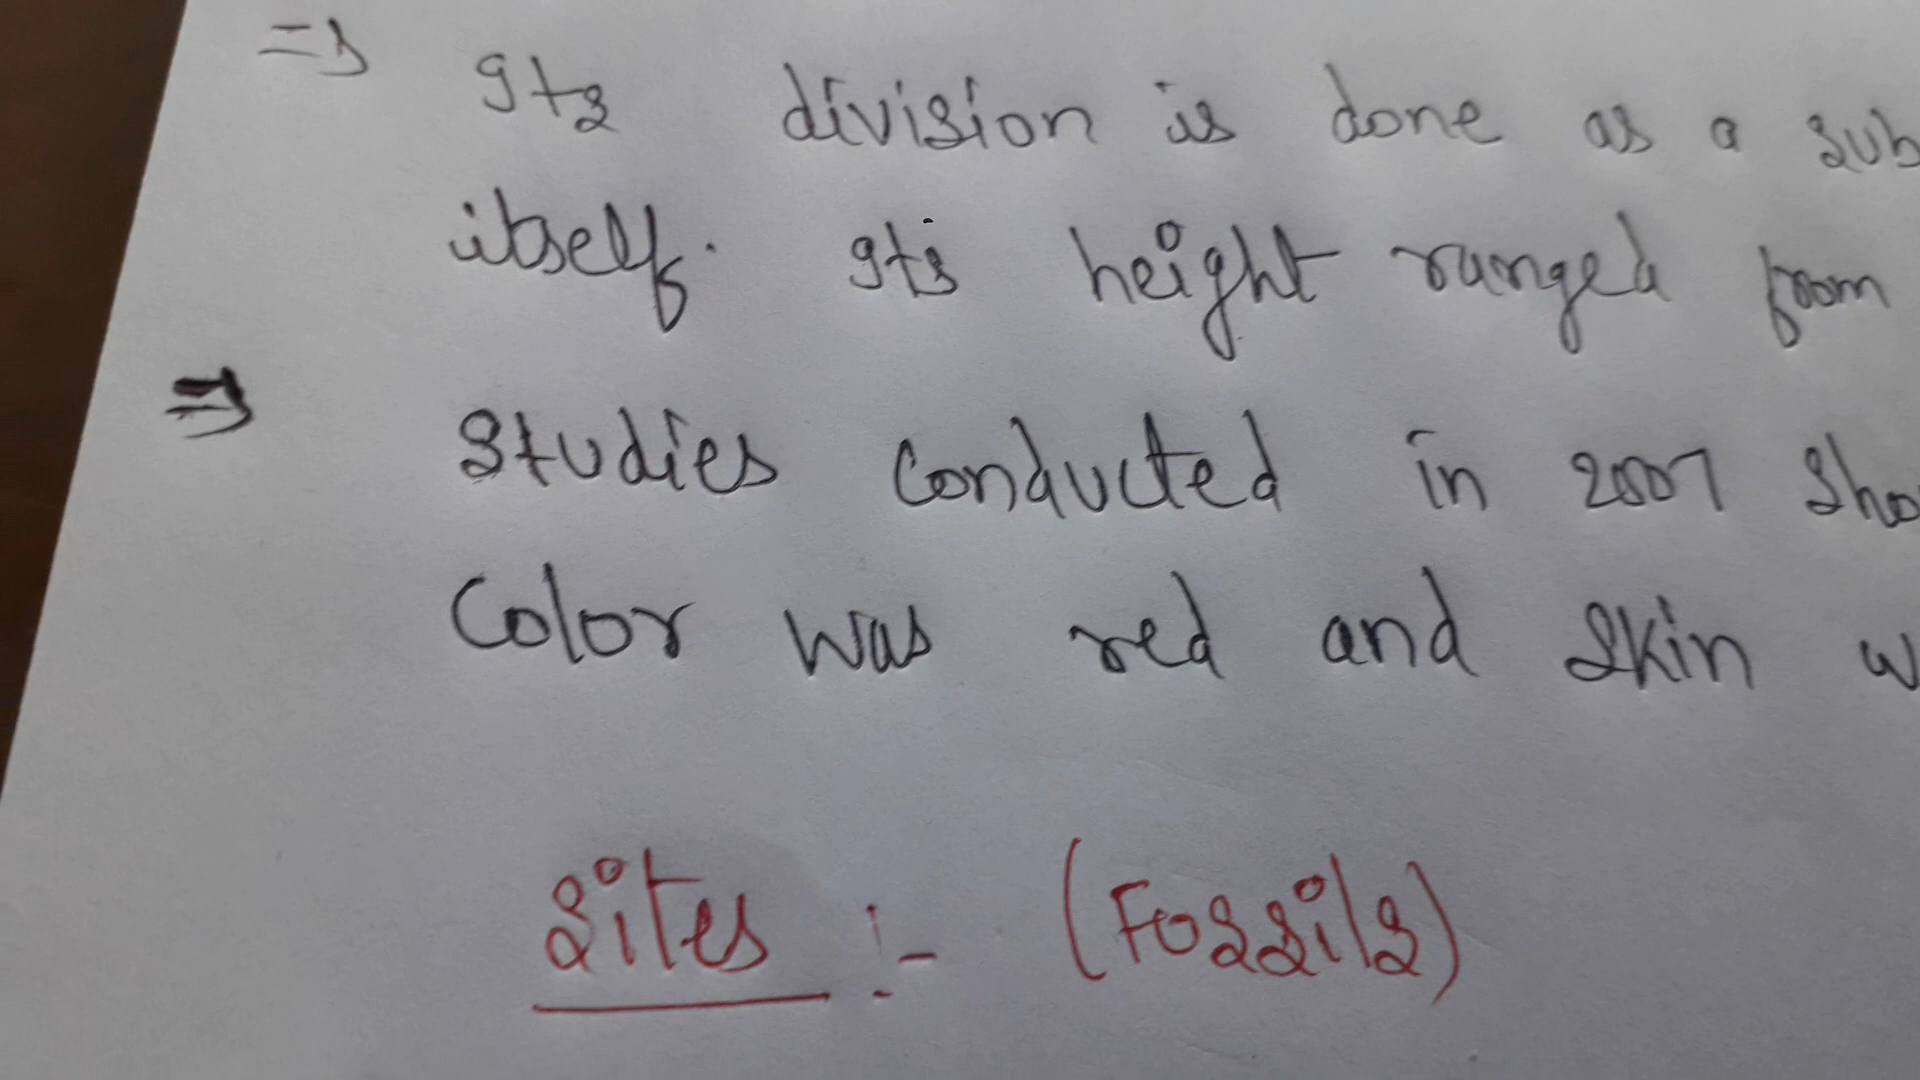 ⇒ Its division is done as a sub
itself. Its height ranged from
⇒ Studies conducted in 2007 Sho
Color was red and Skin w
Sites :- (Fossils)